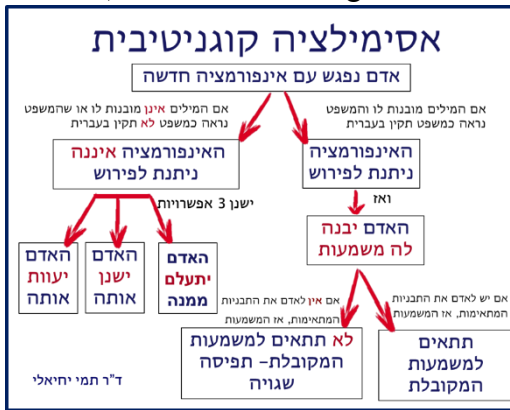 אסימילציה קוגניטיבית
אדם נפגש עם אינפורמציה חדשה
אם המילים מובנות לו והמשפט
נראה כמשפט תקין בעברית
אם המילים אינן מובנות לו או שהמשפט
נראה כמשפט לא תקין בעברית
האינפורמציה
ניתנת לפירוש
האינפורמציה איננה
ניתנת לפירוש
ואז
ישנן 3 אפשרויות
האדם יבנה
לה משמעות
האדם
יתעלם
ממנה
האדם
ישנן
אותה
האדם
יעוות
אותה
אם יש לאדם את התבניות
המתאימות, אז המשמעות
אם אין לאדם את התבניות
המתאימות, אז המשמעות
תתאים
למשמעות
המקובלת
לא תתאים למשמעות
המקובלת- תפיסה
שגויה
ד"ר תמי יחיאלי